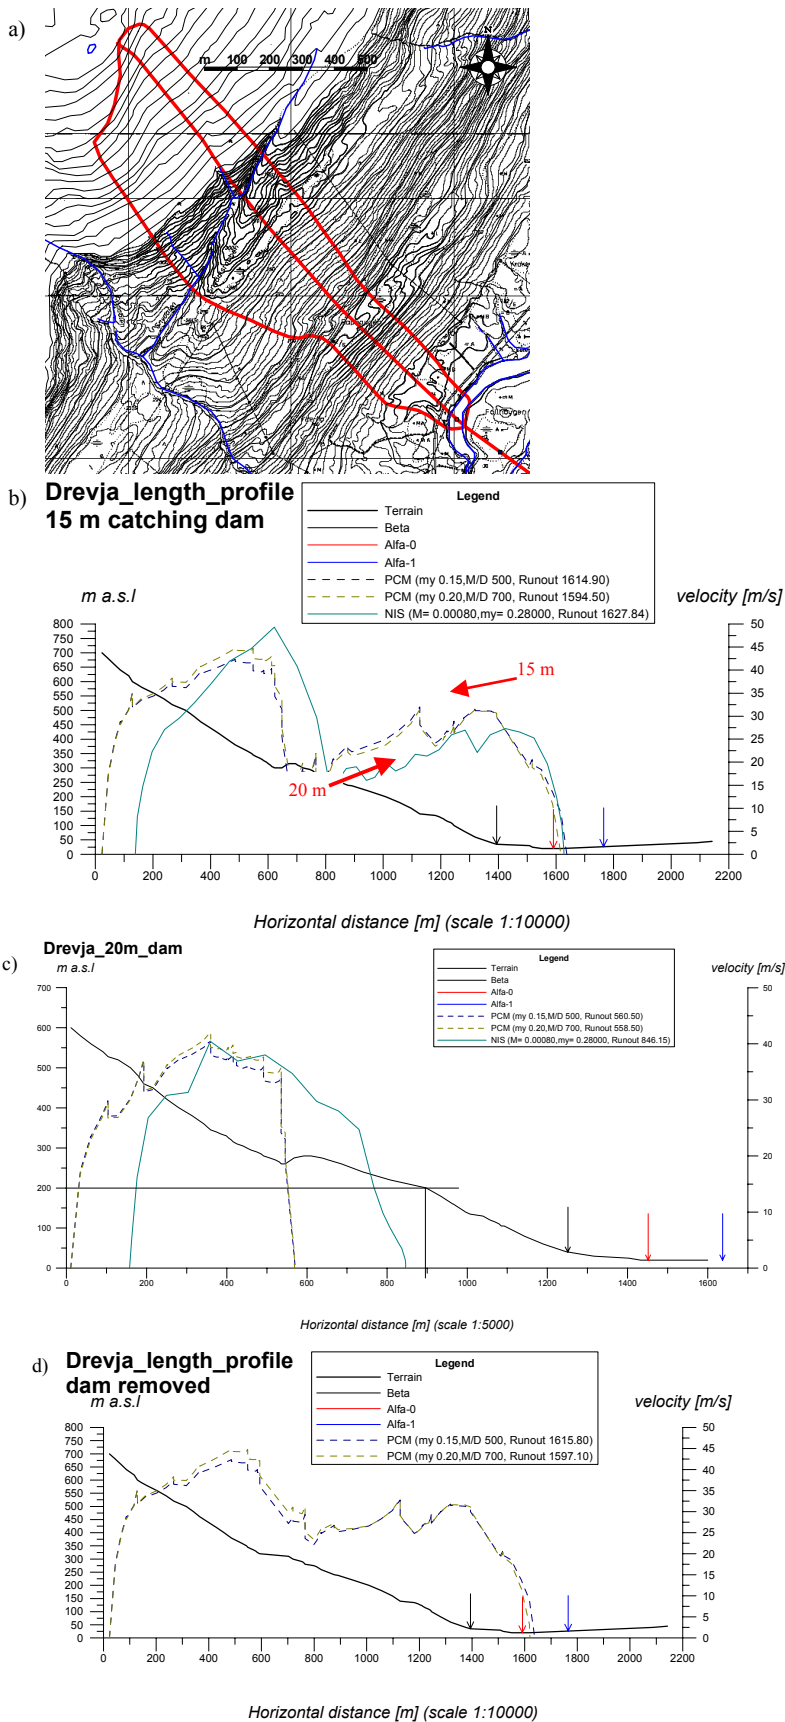 a)
N
m 100 200 300 400 500
b)
Drevja_length_profile
15 m catching dam
Legend
Terrain
Beta
Alfa-0
Alfa-1
PCM (my 0.15,M/D 500, Runout 1614.90)
PCM (my 0.20,M/D 700, Runout 1594.50)
NIS (M= 0.00080,my= 0.28000, Runout 1627.84)
m a.s.l
velocity [m/s]
800
750
700
650
600
550
500
450
400
350
300
250
200
150
100
50
0
50
45
40
35
30
25
20
15
10
5
0
15 m
20 m
0 200 400 600 800 1000 1200 1400 1600 1800 2000 2200
Horizontal distance [m] (scale 1:10000)
c)
Drevja_20m_dam
m a.s.l
velocity [m/s]
Legend
Terrain
Beta
Alfa-0
Alfa-1
PCM (my 0.15,M/D 500, Runout 560.50)
PCM (my 0.20,M/D 700, Runout 558.50)
NIS (M= 0.00080,my= 0.28000, Runout 846.15)
700
600
500
400
300
200
100
0
50
40
30
20
10
0
0 200 400 600 800 1000 1200 1400 1600
Horizontal distance [m] (scale 1:5000)
d)
Drevja_length_profile
dam removed
Legend
Terrain
Beta
Alfa-0
Alfa-1
PCM (my 0.15,M/D 500, Runout 1615.80)
PCM (my 0.20,M/D 700, Runout 1597.10)
m a.s.l
velocity [m/s]
800
750
700
650
600
550
500
450
400
350
300
250
200
150
100
50
0
50
45
40
35
30
25
20
15
10
5
0
0 200 400 600 800 1000 1200 1400 1600 1800 2000 2200
Horizontal distance [m] (scale 1:10000)